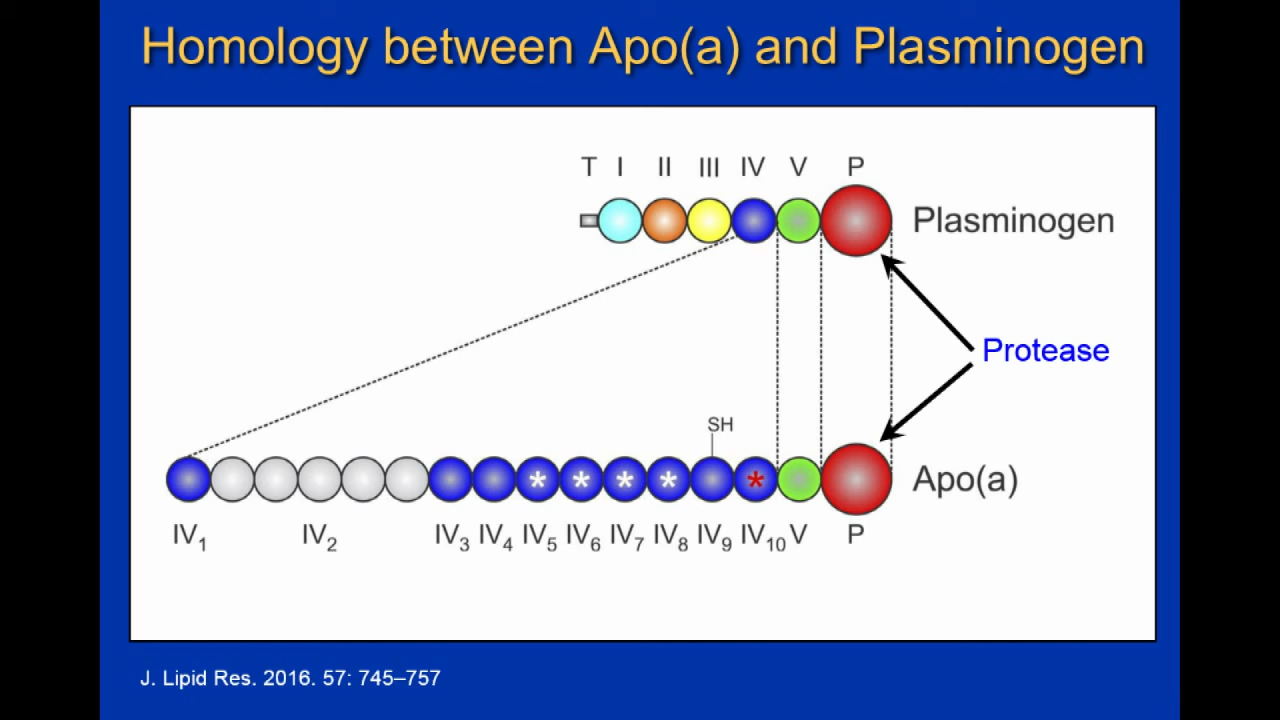 Homology between Apo(a) and Plasminogen
T I II III IV V P
Plasminogen
Protease
SH
* * * * *
Apo(a)
IV1 IV2 IV3 IV4 IV5 IV6 IV7 IV8 IV9 IV10 V P
J. Lipid Res. 2016. 57: 745–757